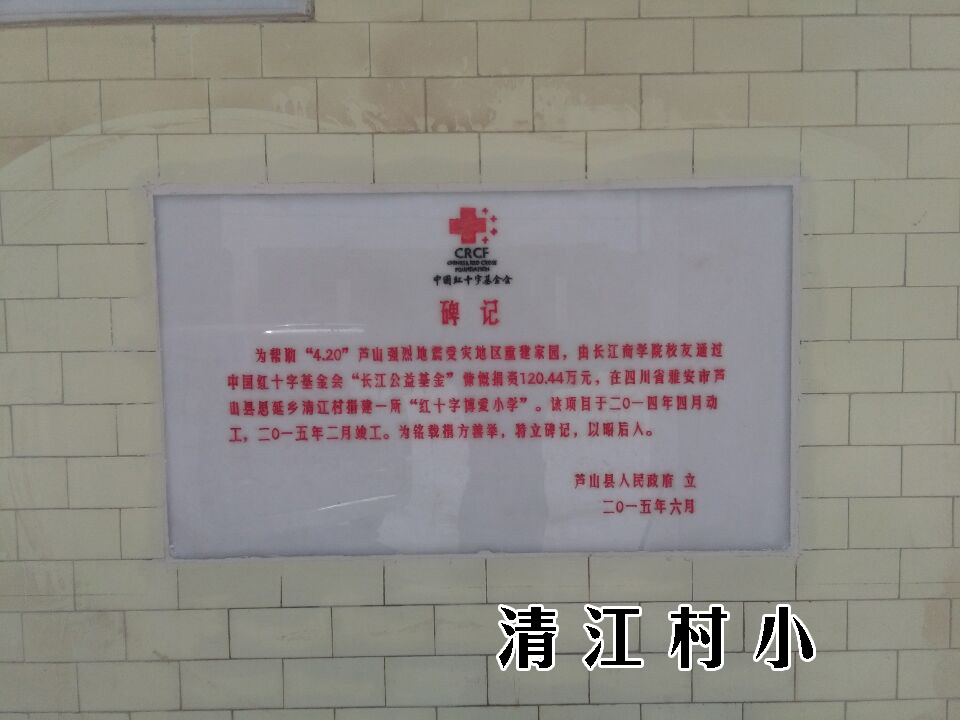 CRCF
CHINESE RED CROSS
FOUNDATION
中国红十字基金会
碑记
为帮助“4.20”芦山强烈地震受灾地区重建家园，由长江商学院校友通过
中国红十字基金会“长江公益基金”慷慨捐资120.44万元，在四川省雅安市芦
山县思延乡清江村援建一所“红十字博爱小学”。该项目于二〇一四年四月动
工，二〇一五年二月竣工。为铭载捐方善举，特立碑记，以昭后人。
芦山县人民政府 立
二〇一五年六月
清江村小